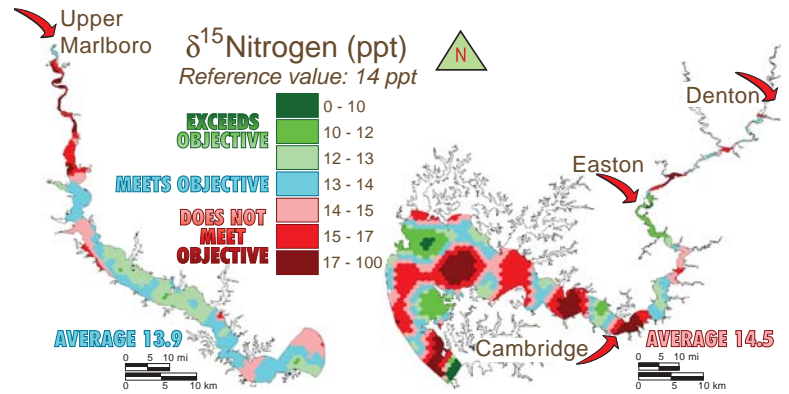 Upper
Marlboro
δ15Nitrogen (ppt)
Reference value: 14 ppt
N
EXCEEDS
OBJECTIVE
MEETS OBJECTIVE
DOES NOT
MEET
OBJECTIVE
0 - 10
10 - 12
12 - 13
13 - 14
14 - 15
15 - 17
17 - 100
Denton
Easton
Cambridge
AVERAGE 13.9
0 5 10 mi
0 5 10 km
AVERAGE 14.5
0 5 10 mi
0 5 10 km